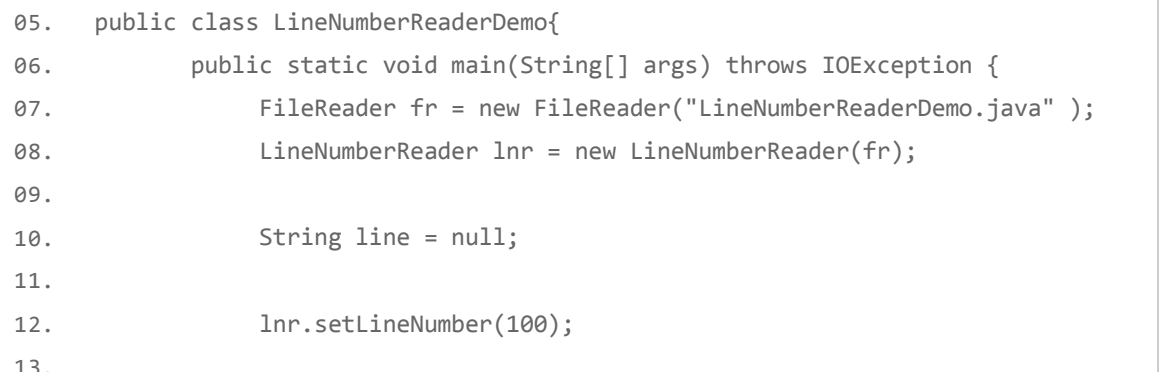 05. public class LineNumberReaderDemo{
06. public static void main(String[] args) throws IOException {
07. FileReader fr = new FileReader("LineNumberReaderDemo.java" );
08. LineNumberReader lnr = new LineNumberReader(fr);
09.
10. String line = null;
11.
12. lnr.setLineNumber(100);
13.